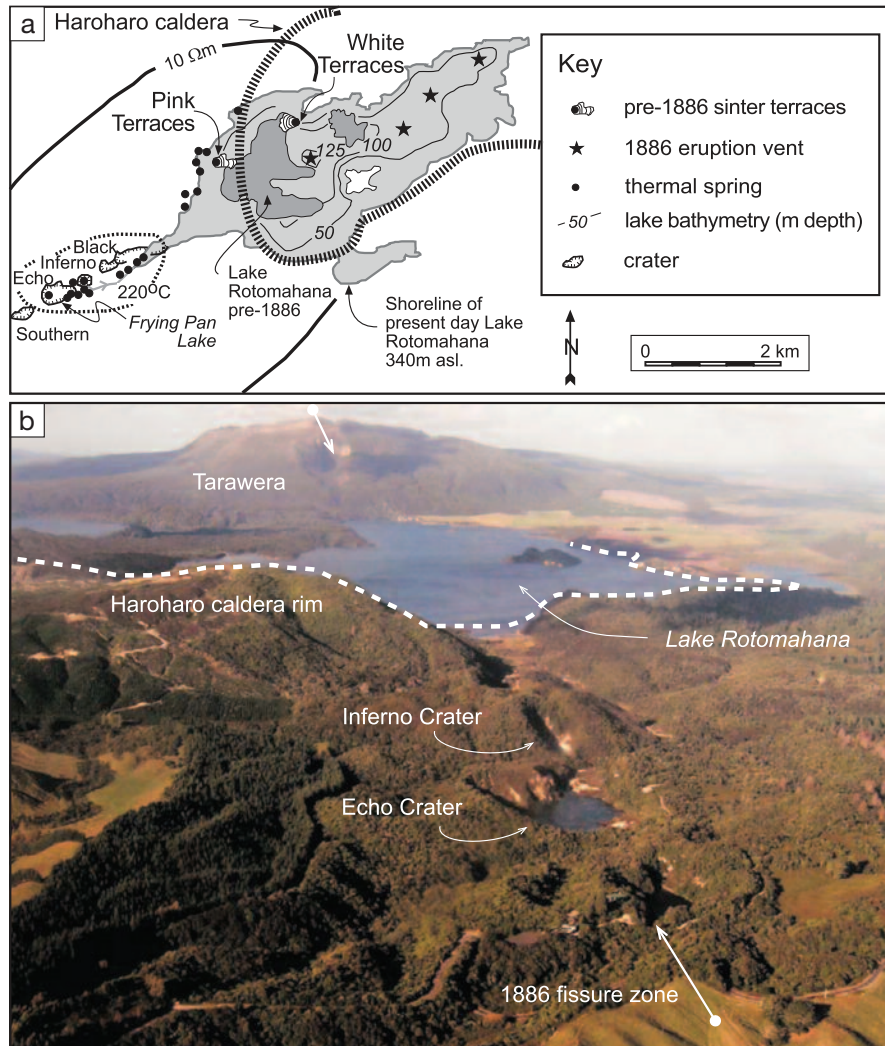 a
Haroharo caldera
10 Ωm
White
Terraces
Pink
Terraces
125
100
50
Black
Inferno
Echo
220°C
Southern
Frying Pan
Lake
Lake
Rotomahana
pre-1886
Shoreline of
present day Lake
Rotomahana
340m asl.
Key
pre-1886 sinter terraces
1886 eruption vent
thermal spring
-50- lake bathymetry (m depth)
crater
N
0 2 km
b
Tarawera
Haroharo caldera rim
Lake Rotomahana
Inferno Crater
Echo Crater
1886 fissure zone